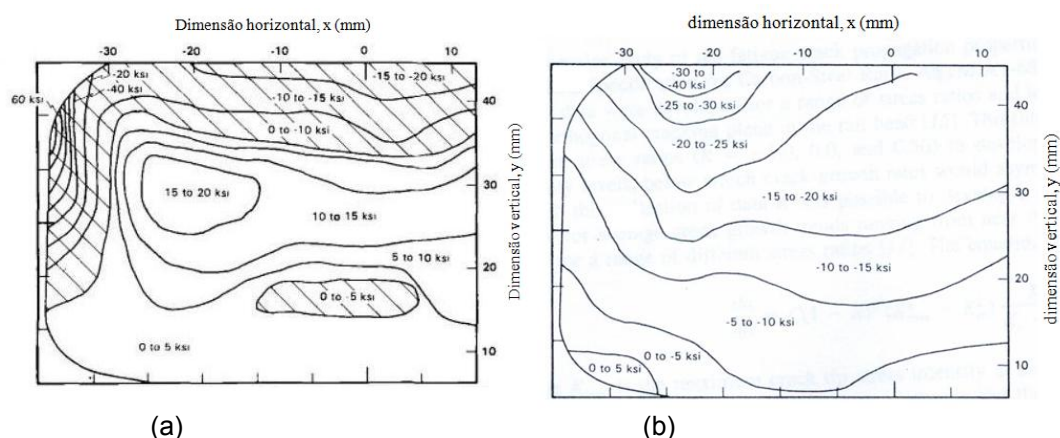 Dimensão horizontal, x (mm)
-30 -20 -10 0 10
-20 ksi
-40 ksi
60 ksi
-15 to -20 ksi
-10 to -15 ksi
0 to -10 ksi
15 to 20 ksi
10 to 15 ksi
5 to 10 ksi
0 to -5 ksi
0 to 5 ksi
40
30
20
10
Dimensão vertical, y (mm)
(a)
dimensão horizontal, x (mm)
-30 -20 -10 0 10
-30 to
-40 ksi
-25 to -30 ksi
-20 to -25 ksi
-15 to -20 ksi
-10 to -15 ksi
-5 to -10 ksi
0 to -5 ksi
0 to 5 ksi
40
30
20
10
dimensão vertical, y (mm)
(b)